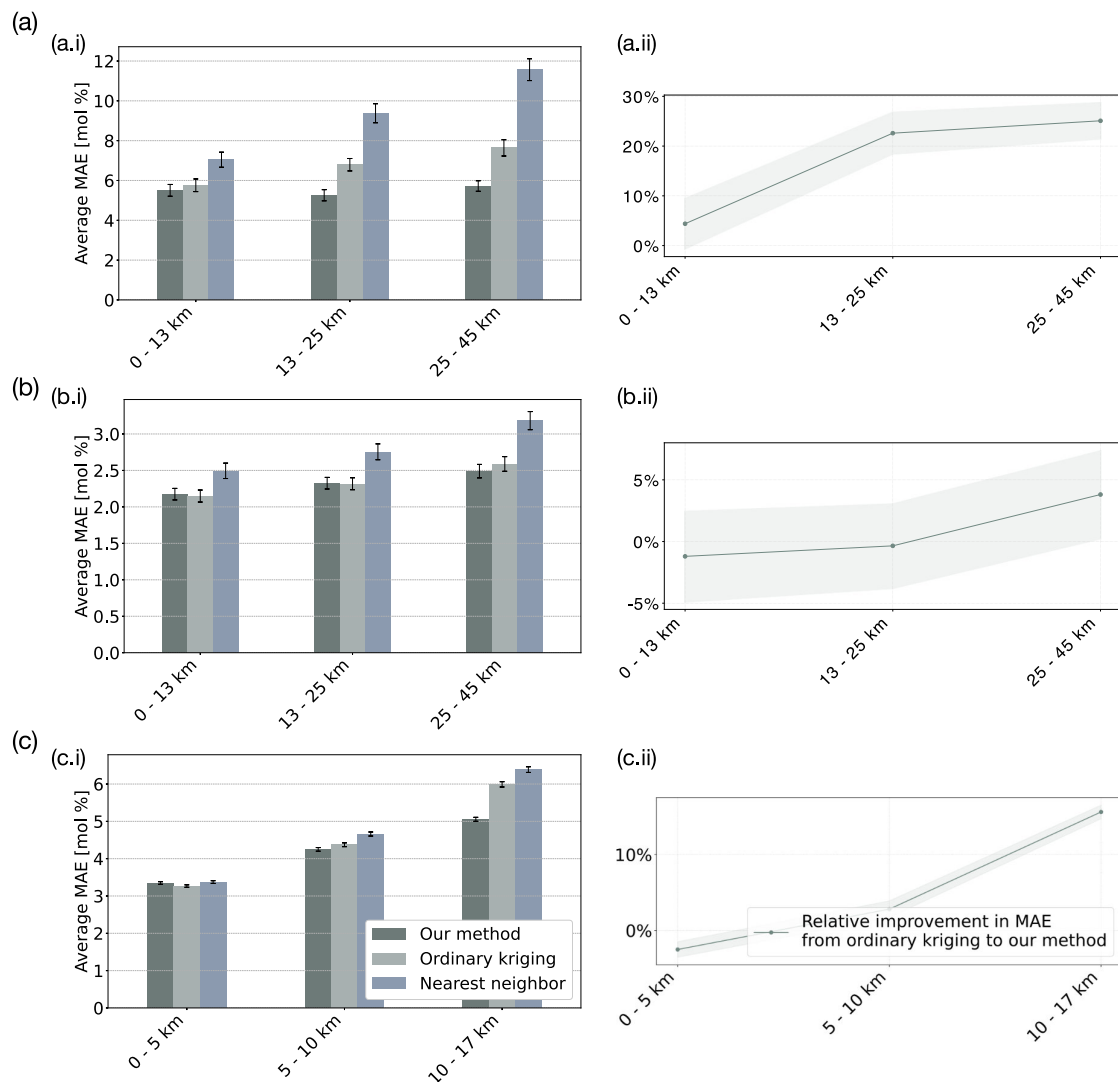 (a)
(a.i)
Average MAE [mol %]
12
10
8
6
4
2
0
0 - 13 km
13 - 25 km
25 - 45 km
(a.ii)
30%
20%
10%
0%
0 - 13 km
13 - 25 km
25 - 45 km
(b)
(b.i)
Average MAE [mol %]
3.0
2.5
2.0
1.5
1.0
0.5
0.0
0 - 13 km
13 - 25 km
25 - 45 km
(b.ii)
5%
0%
-5%
0 - 13 km
13 - 25 km
25 - 45 km
(c)
(c.i)
Average MAE [mol %]
6
5
4
3
2
1
0
Our method
Ordinary kriging
Nearest neighbor
0 - 5 km
5 - 10 km
10 - 17 km
(c.ii)
10%
0%
Relative improvement in MAE
from ordinary kriging to our method
0 - 5 km
5 - 10 km
10 - 17 km